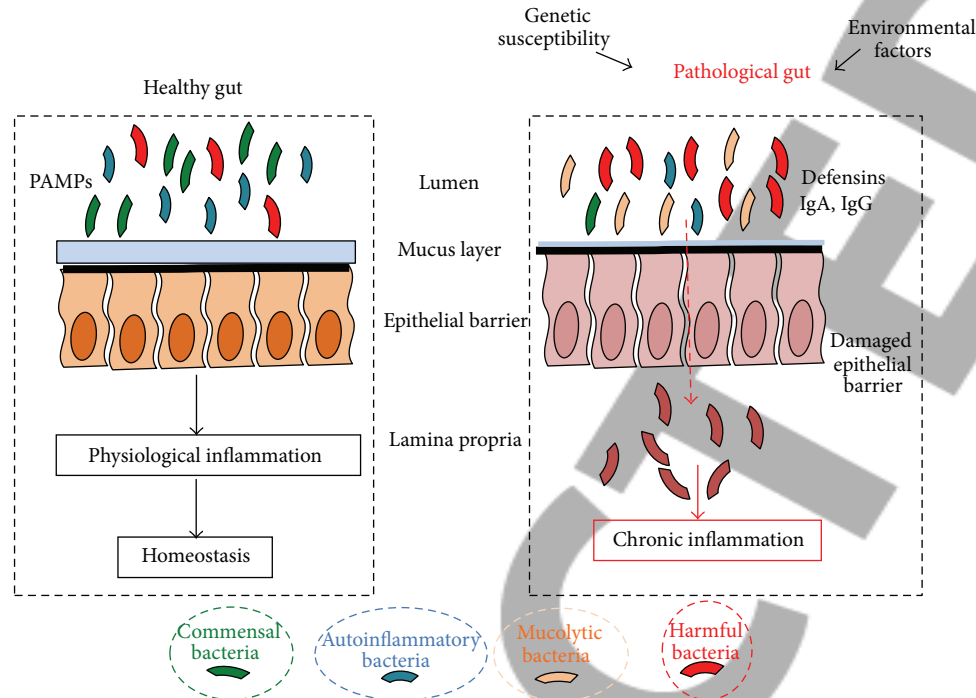 Genetic
susceptibility
Environmental
factors
Pathological gut
Healthy gut
PAMPs
Lumen
Defensins
IgA, IgG
Mucus layer
Epithelial barrier
Damaged
epithelial
barrier
Lamina propria
Physiological inflammation
Homeostasis
Chronic inflammation
Commensal
bacteria
Autoinflammatory
bacteria
Mucolytic
bacteria
Harmful
bacteria